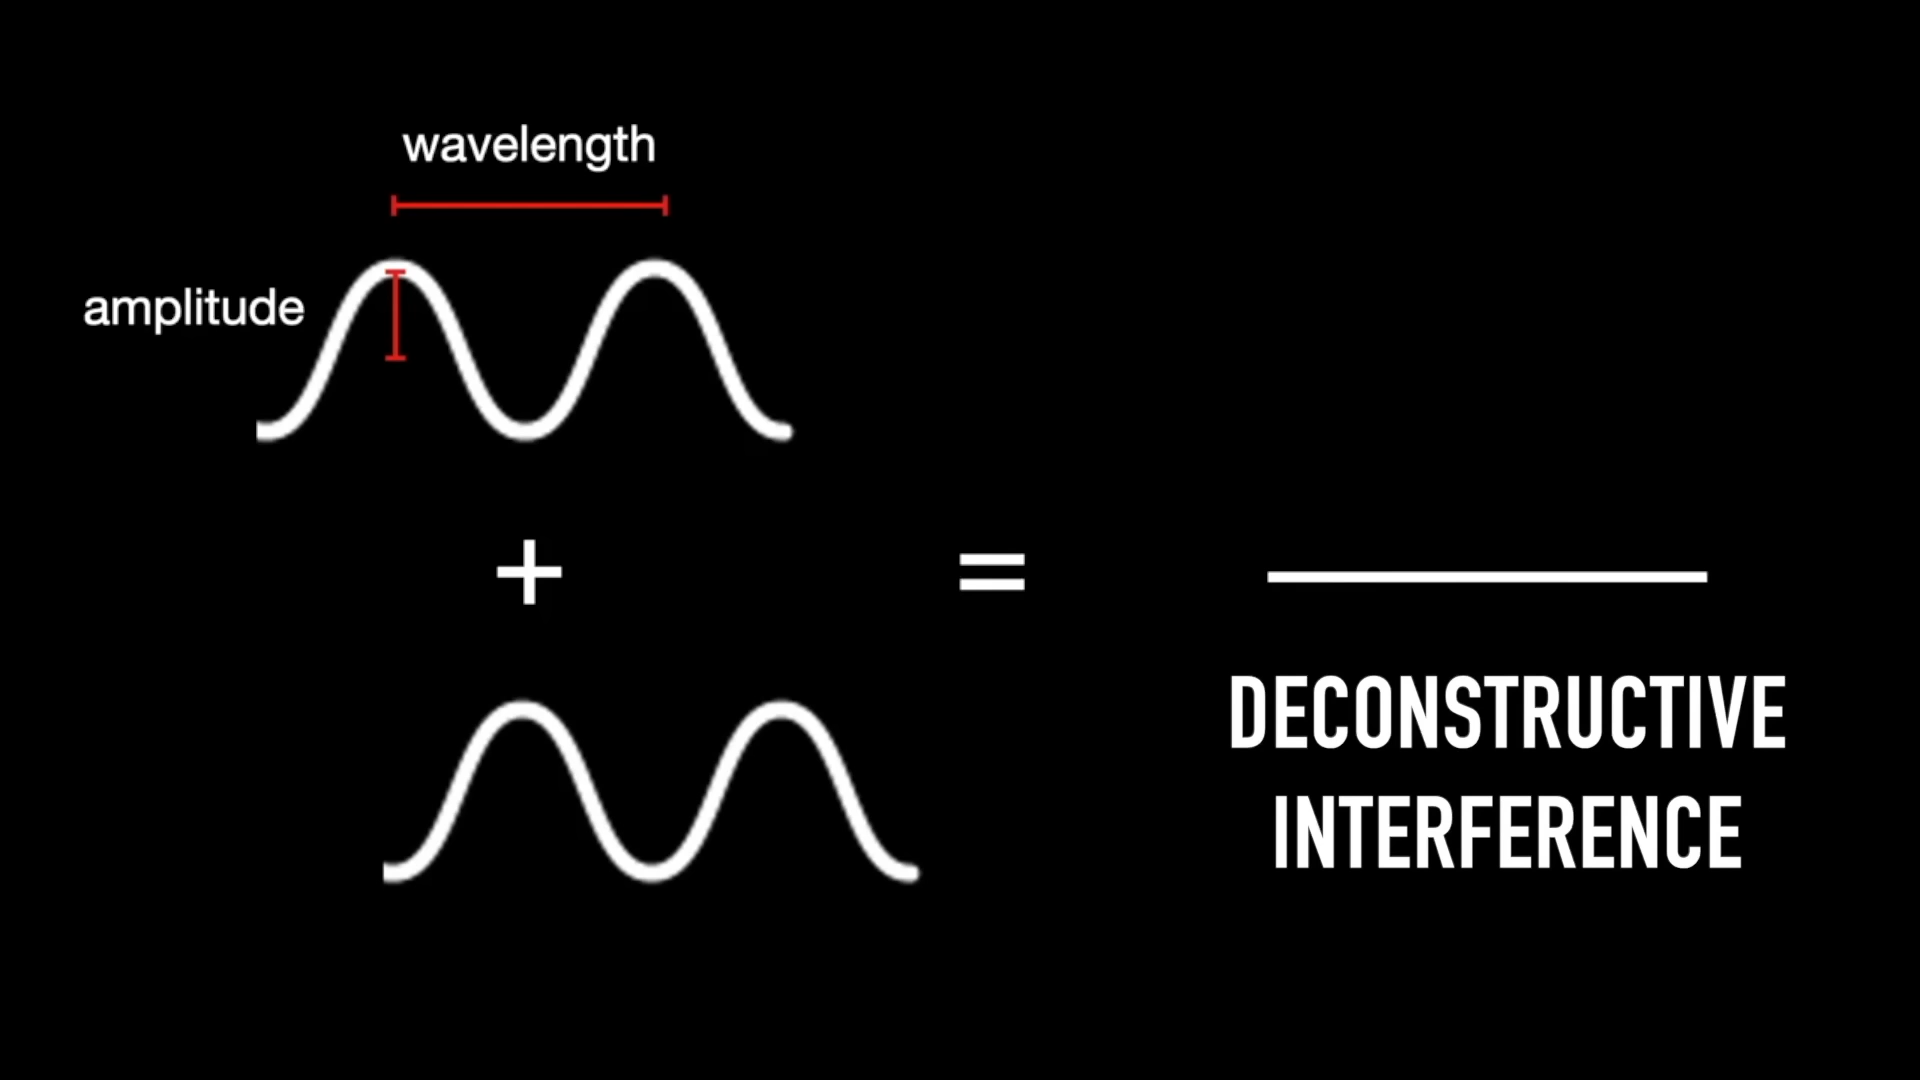 wavelength
amplitude
+
=
DECONSTRUCTIVE
INTERFERENCE